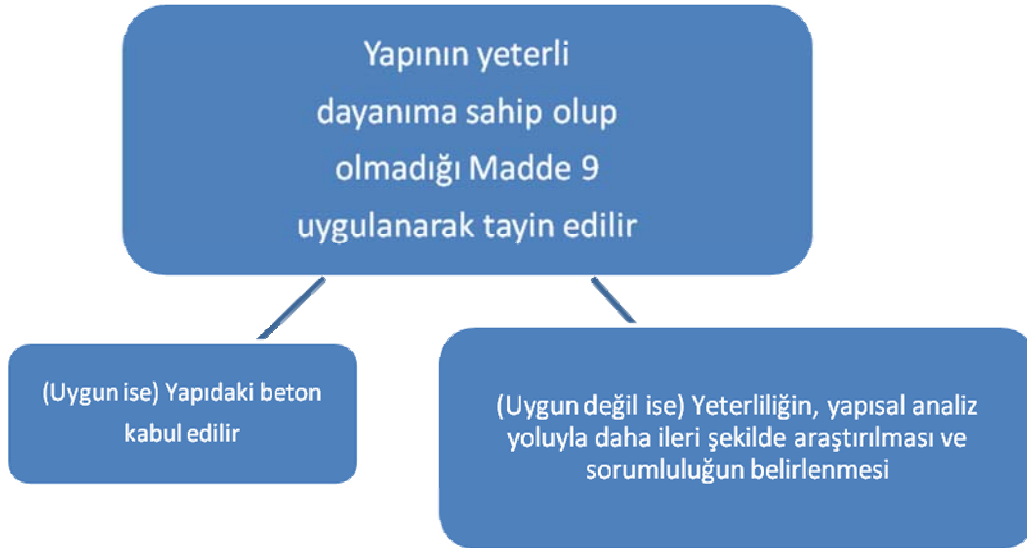 Yapının yeterli
dayanıma sahip olup
olmadığı Madde 9
uygulanarak tayin edilir
(Uygun ise) Yapıdaki beton
kabul edilir
(Uygun değil ise) Yeterliliğin, yapısal analiz
yoluyla daha ileri şekilde araştırılması ve
sorumluluğun belirlenmesi